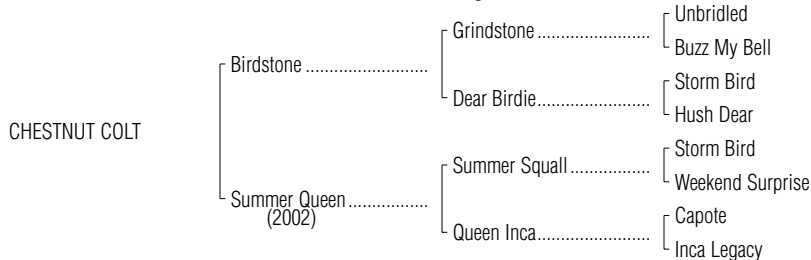 Unbridled
Grindstone.......................
Buzz My Bell
Birdstone .........................
Storm Bird
Dear Birdie.......................
Hush Dear
CHESTNUT COLT
Storm Bird
Summer Squall................
Weekend Surprise
Summer Queen................
(2002)
Capote
Queen Inca.......................
Inca Legacy